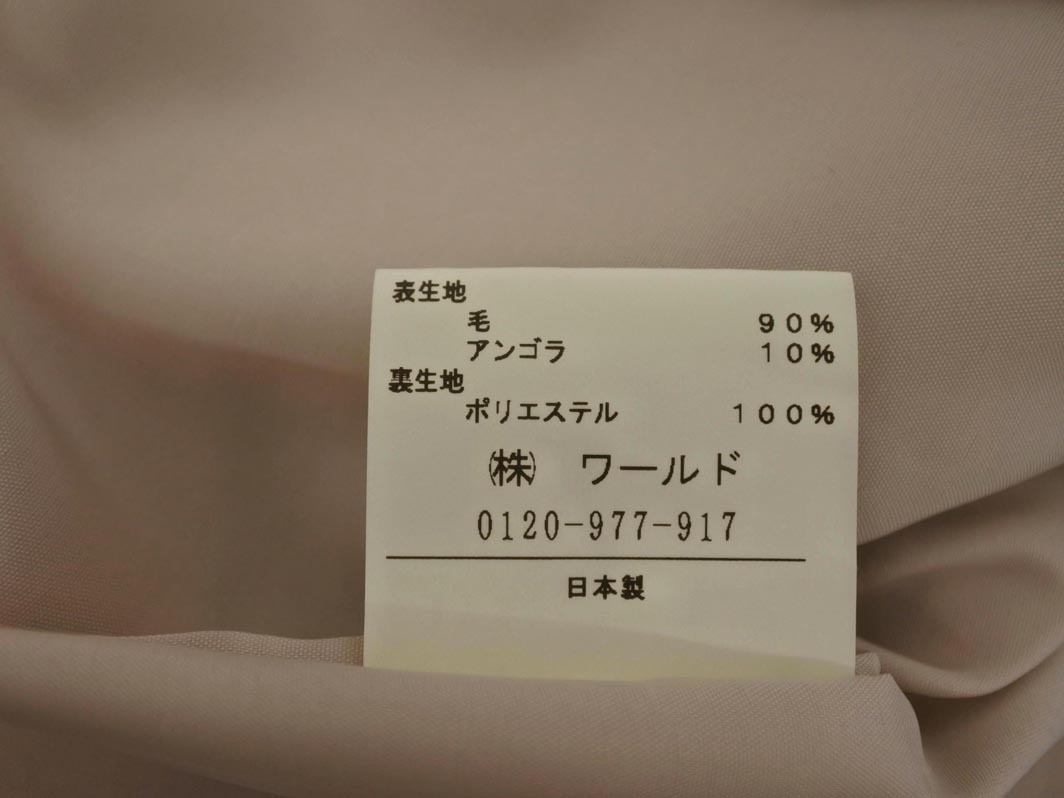 表生地
毛 90%
アンゴラ 10%
裏生地
ポリエステル 100%
㈱ ワールド
0120-977-917
日本製